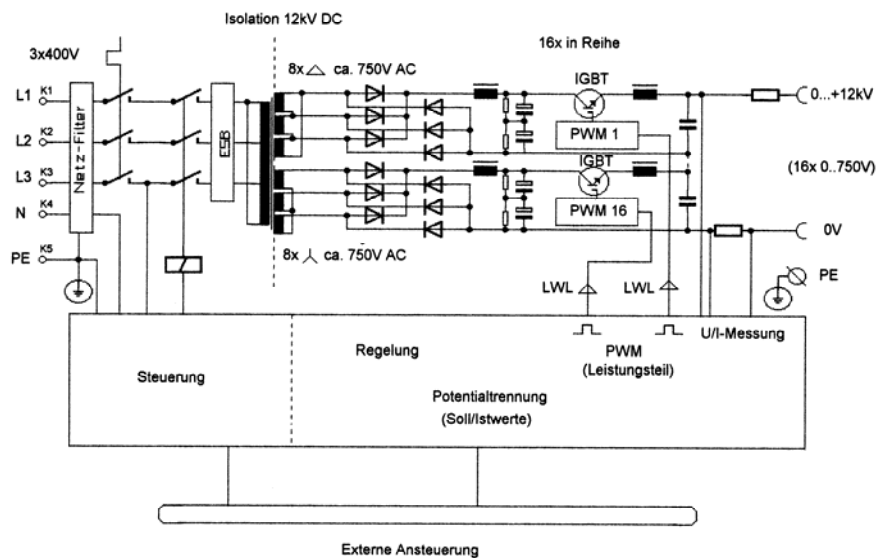 Isolation 12kV DC
3x400V
16x in Reihe
8x △ ca. 750V AC
IGBT
L1 K1
0...+12kV
Netz-Filter
ESB
PWM 1
L2 K2
IGBT
(16x 0..750V)
L3 K3
PWM 16
N K4
0V
8x ⅄ ca. 750V AC
PE K5
PE
LWL
LWL
U/I-Messung
Regelung
PWM
(Leistungsteil)
Steuerung
Potentialtrennung
(Soll/Istwerte)
Externe Ansteuerung